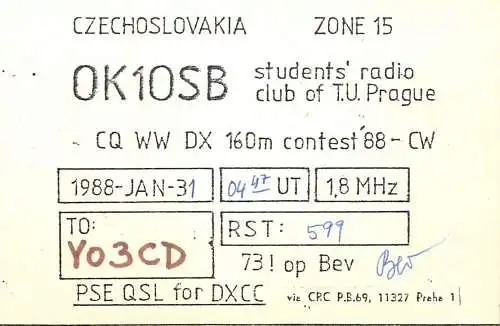 CZECHOSLOVAKIA ZONE 15
OK1OSB students' radio
club of T.U. Prague
CQ WW DX 160m contest '88 - CW
1988-JAN-31 04 47 UT 1,8 MHz
TO: RST: 599
YO3CD
73! op Bev Bev
PSE QSL for DXCC via CRC P.B.69, 11327 Praha 1